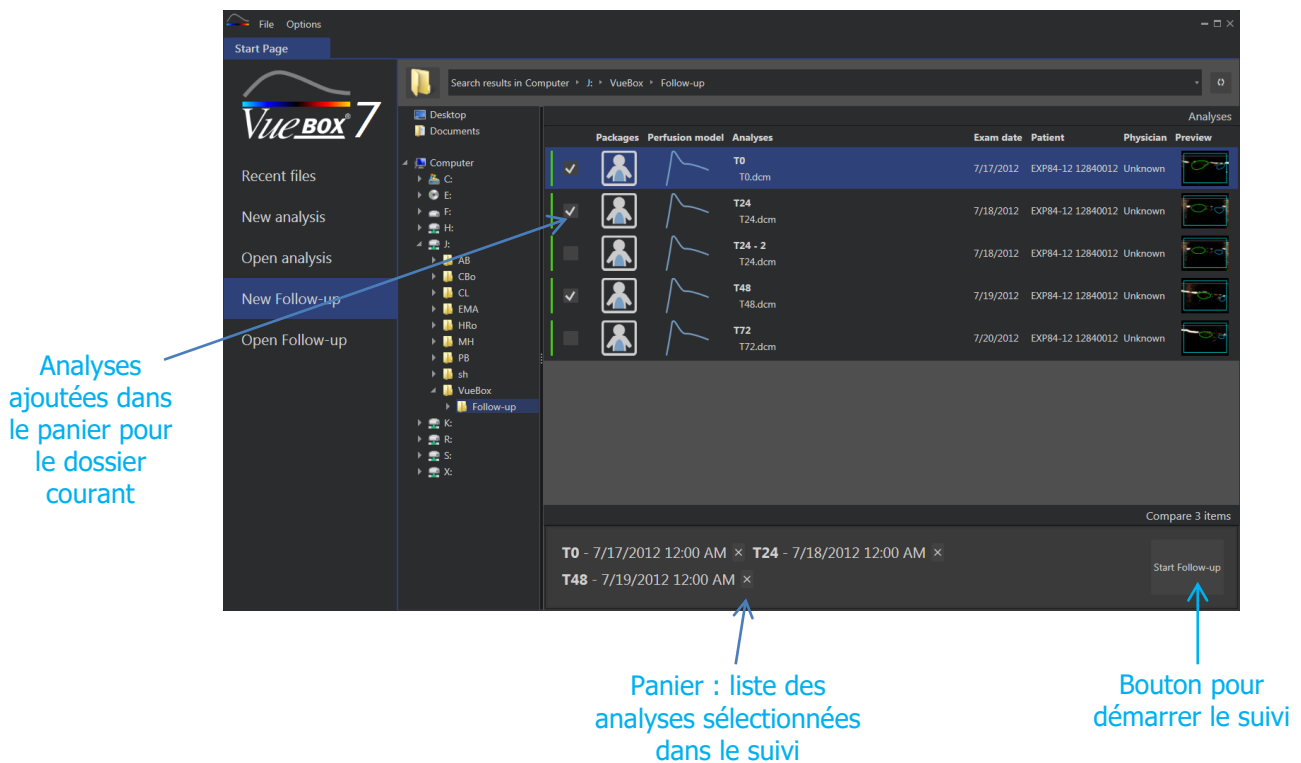 File Options
Start Page
VueBOX® 7
Search results in Computer J: VueBox Follow-up
Recent files
New analysis
Open analysis
New Follow-up
Open Follow-up
Desktop
Documents
Computer
C:
E:
F:
H:
J:
AB
CBo
CL
EMA
HRo
MH
PB
sh
VueBox
Follow-up
K:
R:
S:
X:
Analyses
Packages Perfusion model Analyses Exam date Patient Physician Preview
T0 7/17/2012 EXP84-12 12840012 Unknown
T0.dcm
T24 7/18/2012 EXP84-12 12840012 Unknown
T24.dcm
T24 - 2 7/18/2012 EXP84-12 12840012 Unknown
T24.dcm
T48 7/19/2012 EXP84-12 12840012 Unknown
T48.dcm
T72 7/20/2012 EXP84-12 12840012 Unknown
T72.dcm
Compare 3 items
T0 - 7/17/2012 12:00 AM × T24 - 7/18/2012 12:00 AM ×
T48 - 7/19/2012 12:00 AM ×
Start Follow-up
Analyses
ajoutées dans
le panier pour
le dossier
courant
Panier : liste des
analyses sélectionnées
dans le suivi
Bouton pour
démarrer le suivi